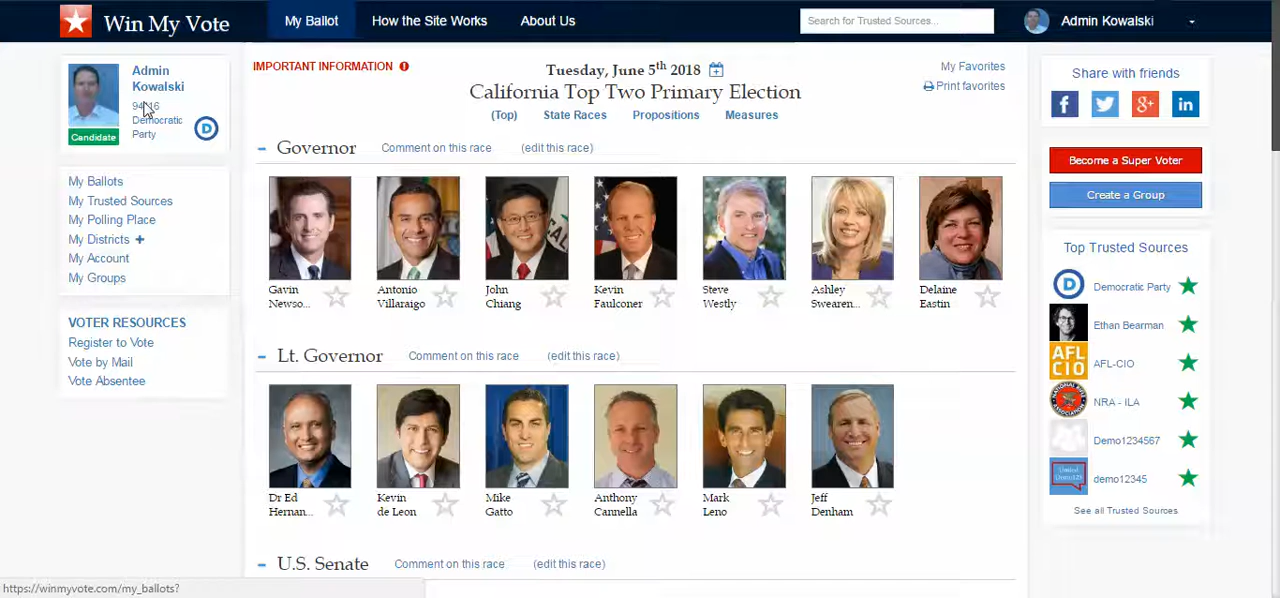 Win My Vote
My Ballot
How the Site Works
About Us
Search for Trusted Sources...
Admin Kowalski
Admin
Kowalski
Democratic
Party
Candidate
My Ballots
My Trusted Sources
My Polling Place
My Districts +
My Account
My Groups
VOTER RESOURCES
Register to Vote
Vote by Mail
Vote Absentee
IMPORTANT INFORMATION
Tuesday, June 5th 2018
California Top Two Primary Election
(Top) State Races Propositions Measures
My Favorites
Print favorites
Governor Comment on this race (edit this race)
Gavin
Newso...
Antonio
Villaraigo
John
Chiang
Kevin
Faulconer
Steve
Westly
Ashley
Swearen...
Delaine
Eastin
Lt. Governor Comment on this race (edit this race)
Dr Ed
Hernan...
Kevin
de Leon
Mike
Gatto
Anthony
Cannella
Mark
Leno
Jeff
Denham
U.S. Senate Comment on this race (edit this race)
Share with friends
Become a Super Voter
Create a Group
Top Trusted Sources
Democratic Party
Ethan Bearman
AFL
CIO
AFL-CIO
NRA - ILA
Demo1234567
demo12345
See all Trusted Sources
https://winmyvote.com/my_ballots?